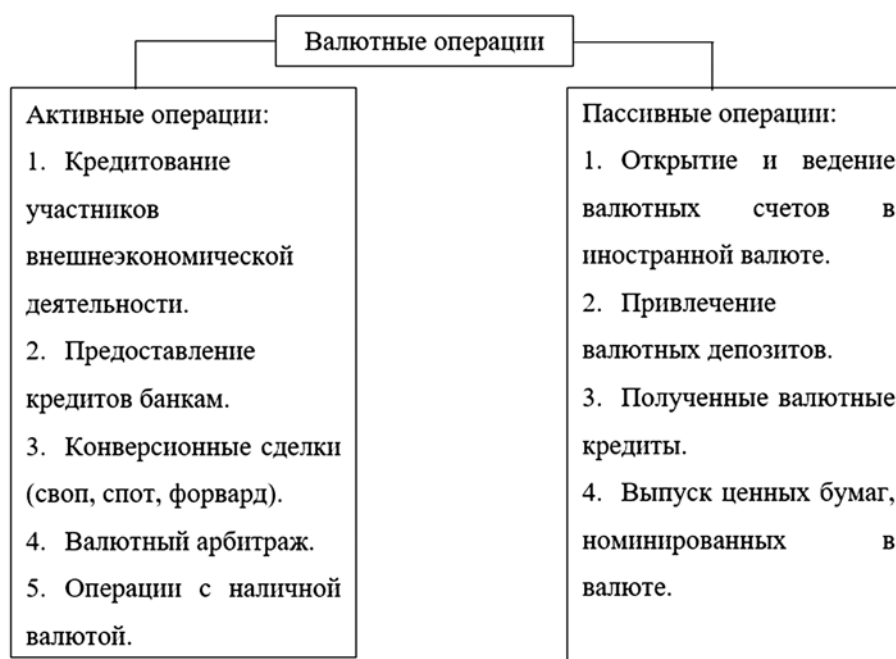 Валютные операции
Активные операции:
1. Кредитование
участников
внешнеэкономической
деятельности.
2. Предоставление
кредитов банкам.
3. Конверсионные сделки
(своп, спот, форвард).
4. Валютный арбитраж.
5. Операции с наличной
валютой.
Пассивные операции:
1. Открытие и ведение
валютных счетов в
иностранной валюте.
2. Привлечение
валютных депозитов.
3. Полученные валютные
кредиты.
4. Выпуск ценных бумаг,
номинированных в
валюте.